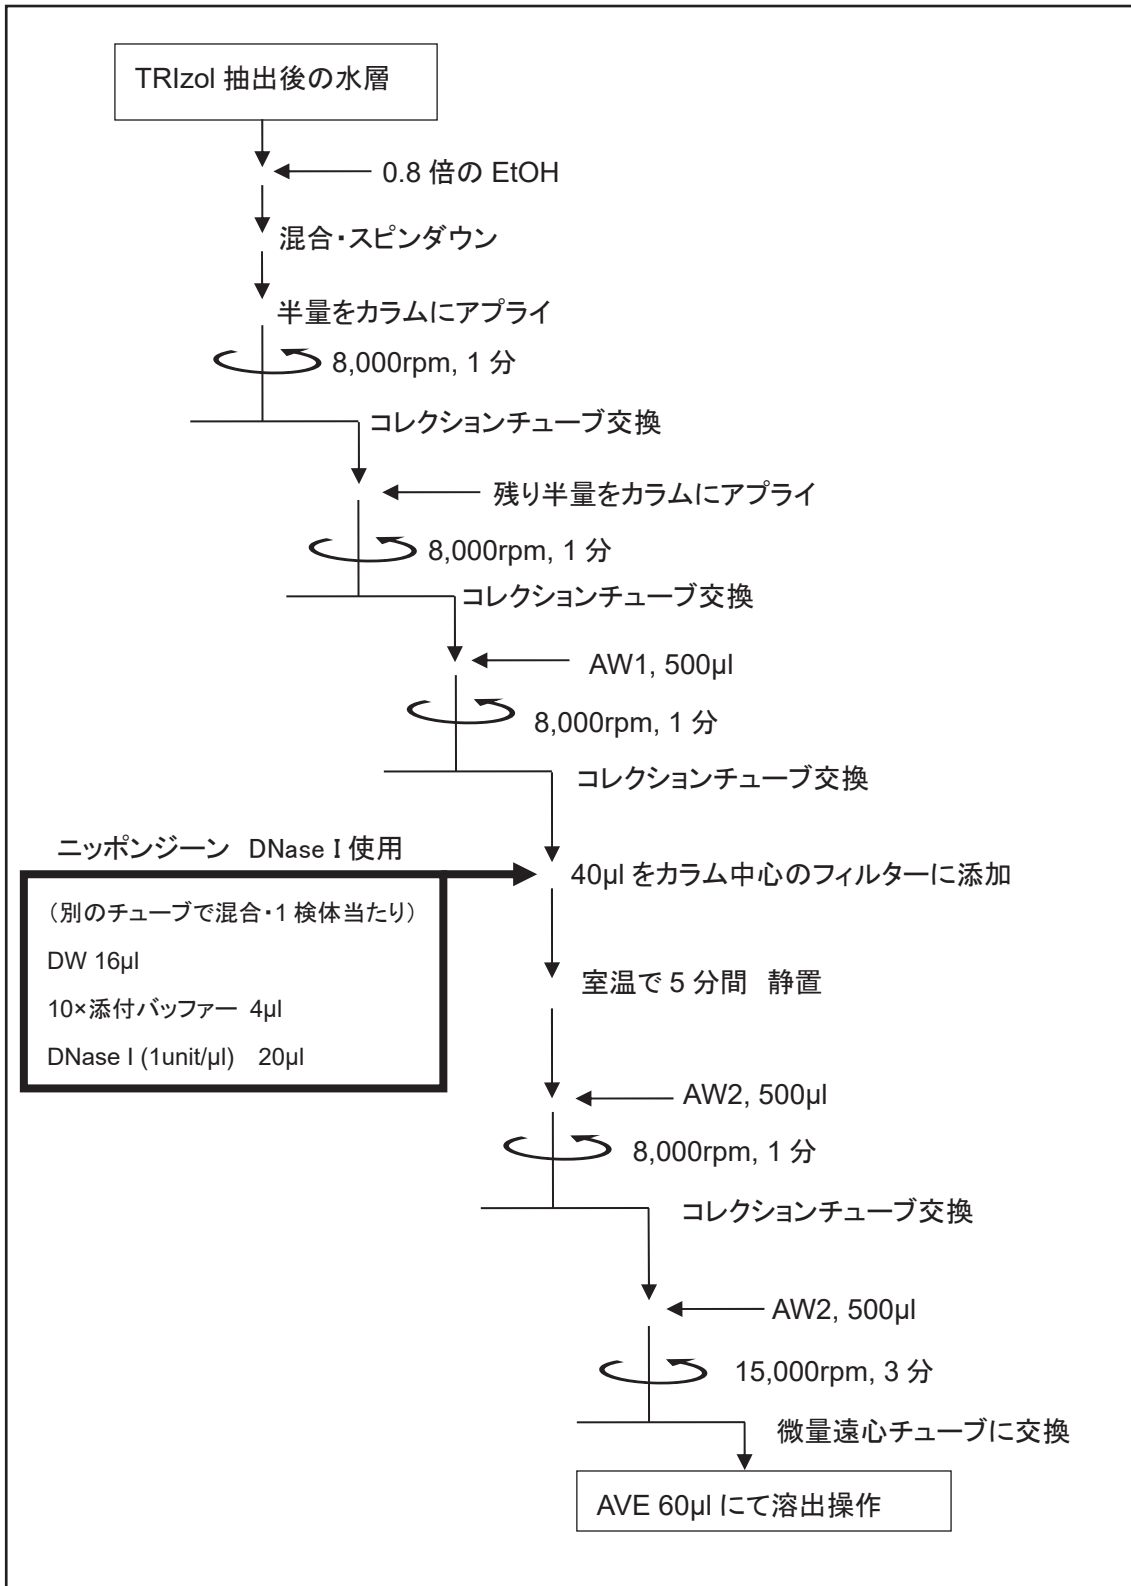 TRIzol 抽出後の水層
0.8 倍の EtOH
混合・スピンダウン
半量をカラムにアプライ
8,000rpm, 1 分
コレクションチューブ交換
残り半量をカラムにアプライ
8,000rpm, 1 分
コレクションチューブ交換
AW1, 500µl
8,000rpm, 1 分
コレクションチューブ交換
ニッポンジーン DNase I 使用
40µl をカラム中心のフィルターに添加
（別のチューブで混合・1 検体当たり）
DW 16µl
10×添付バッファー 4µl
DNase I (1unit/µl) 20µl
室温で 5 分間 静置
AW2, 500µl
8,000rpm, 1 分
コレクションチューブ交換
AW2, 500µl
15,000rpm, 3 分
微量遠心チューブに交換
AVE 60µl にて溶出操作